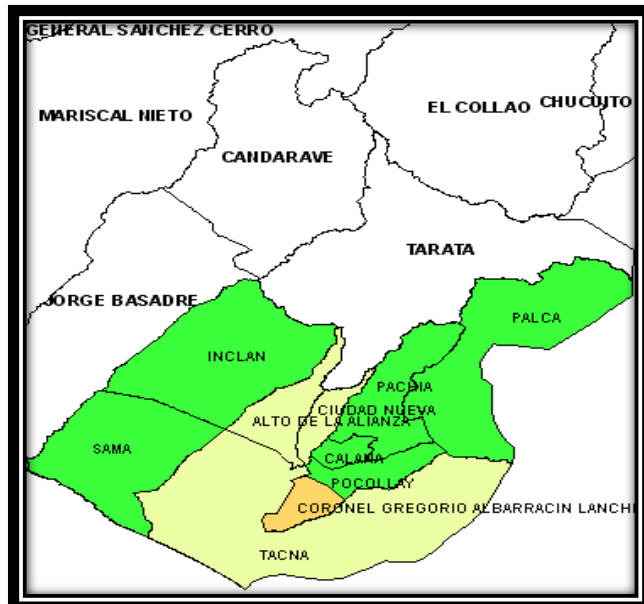 GENERAL SANCHEZ CERRO
MARISCAL NIETO
EL COLLAO
CHUCUITO
CANDARAVE
TARATA
JORGE BASADRE
PALCA
INCLAN
PACHIA
CIUDAD NUEVA
ALTO DE LA ALIANZA
SAMA
CALANA
POCOLLAY
CORONEL GREGORIO ALBARRACIN LANCHI
TACNA